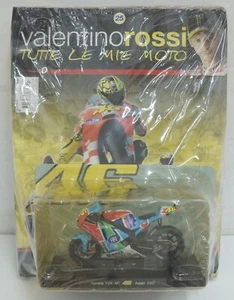 25
valentinorossi
TUTTE LE MIE MOTO
46